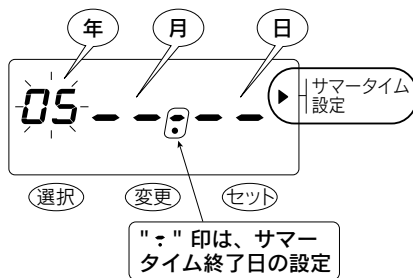 年 月 日
05 - - - - -
▶ サマータイム
設定
選択 変更 セット
"-:" 印は、サマー
タイム終了日の設定